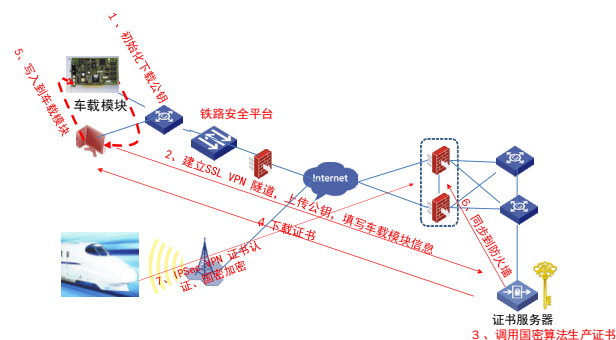 1、初始化下载公钥
5、写入到车载模块
车载模块
铁路安全平台
2、建立SSL VPN 隧道，上传公钥，填写车载模块信息
!nternet
4.下载证书
6、同步到防火墙
7、IPSec VPN 证书认
证、国密加密
证书服务器
3 、调用国密算法生产证书